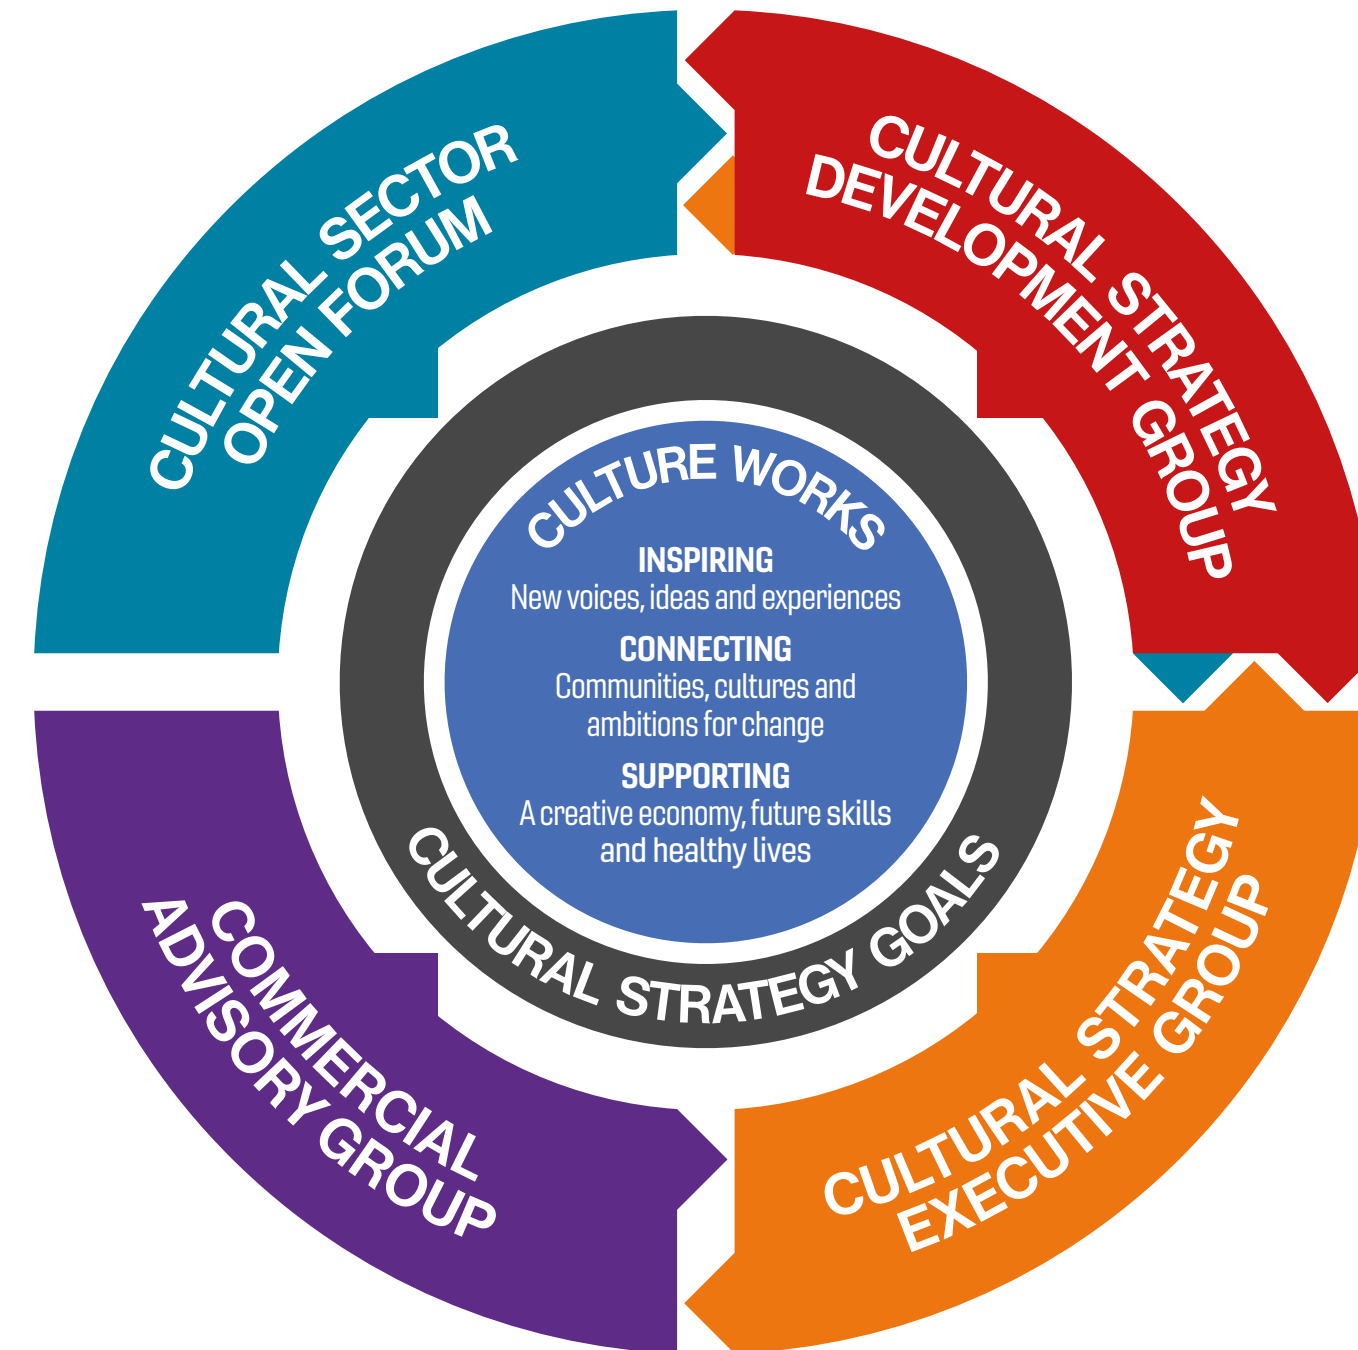 CULTURAL SECTOR
OPEN FORUM
CULTURAL STRATEGY
DEVELOPMENT GROUP
CULTURE WORKS
INSPIRING
New voices, ideas and experiences
CONNECTING
Communities, cultures and
ambitions for change
SUPPORTING
A creative economy, future skills
and healthy lives
CULTURAL STRATEGY GOALS
COMMERCIAL
ADVISORY GROUP
CULTURAL STRATEGY
EXECUTIVE GROUP